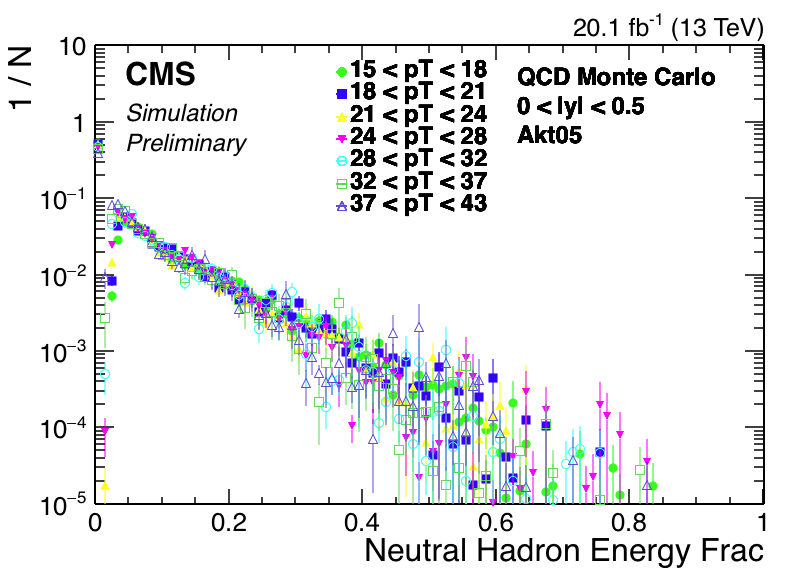 20.1 fb⁻¹ (13 TeV)
1 / N
10
1
10⁻¹
10⁻²
10⁻³
10⁻⁴
10⁻⁵
CMS
Simulation
Preliminary
15 < pT < 18
18 < pT < 21
21 < pT < 24
24 < pT < 28
28 < pT < 32
32 < pT < 37
37 < pT < 43
QCD Monte Carlo
0 < |y| < 0.5
Akt05
0 0.2 0.4 0.6 0.8 1
Neutral Hadron Energy Frac